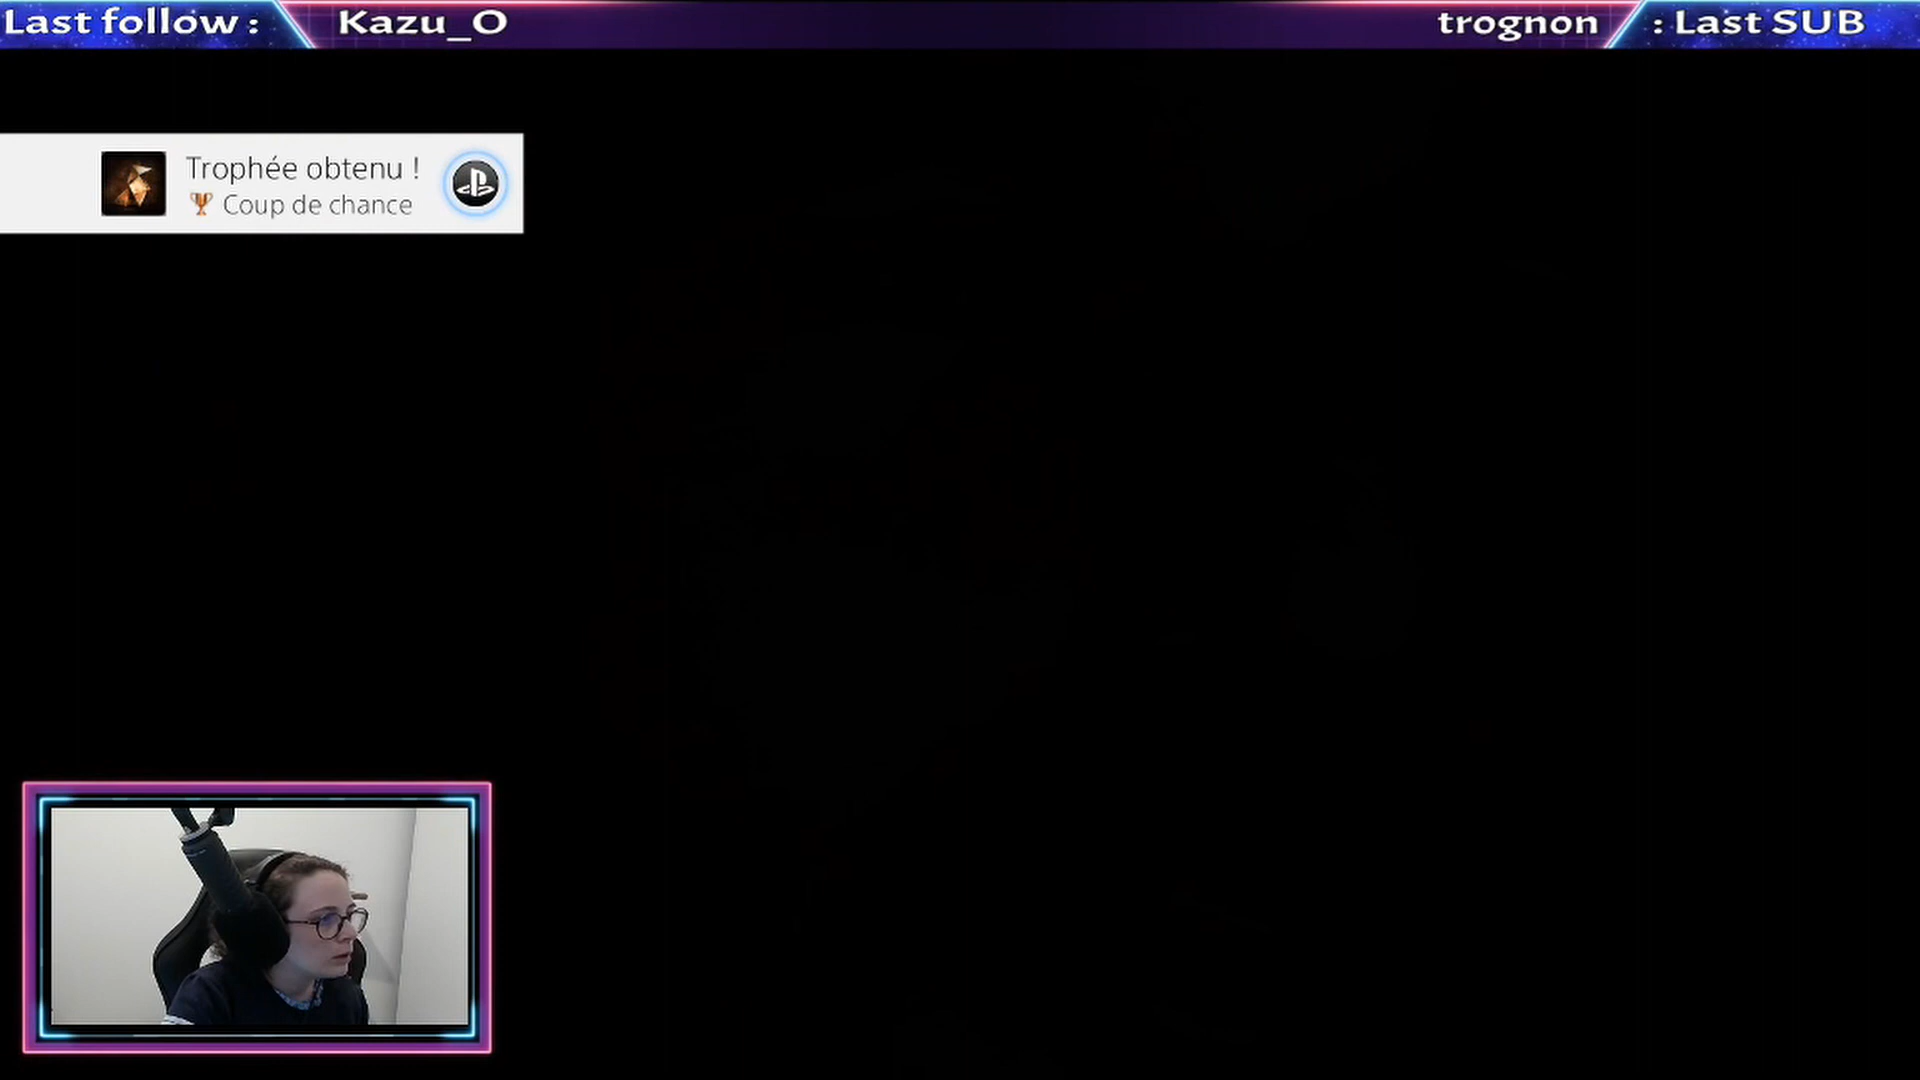 Last follow :
Kazu_O
trognon
: Last SUB
Trophée obtenu !
Coup de chance